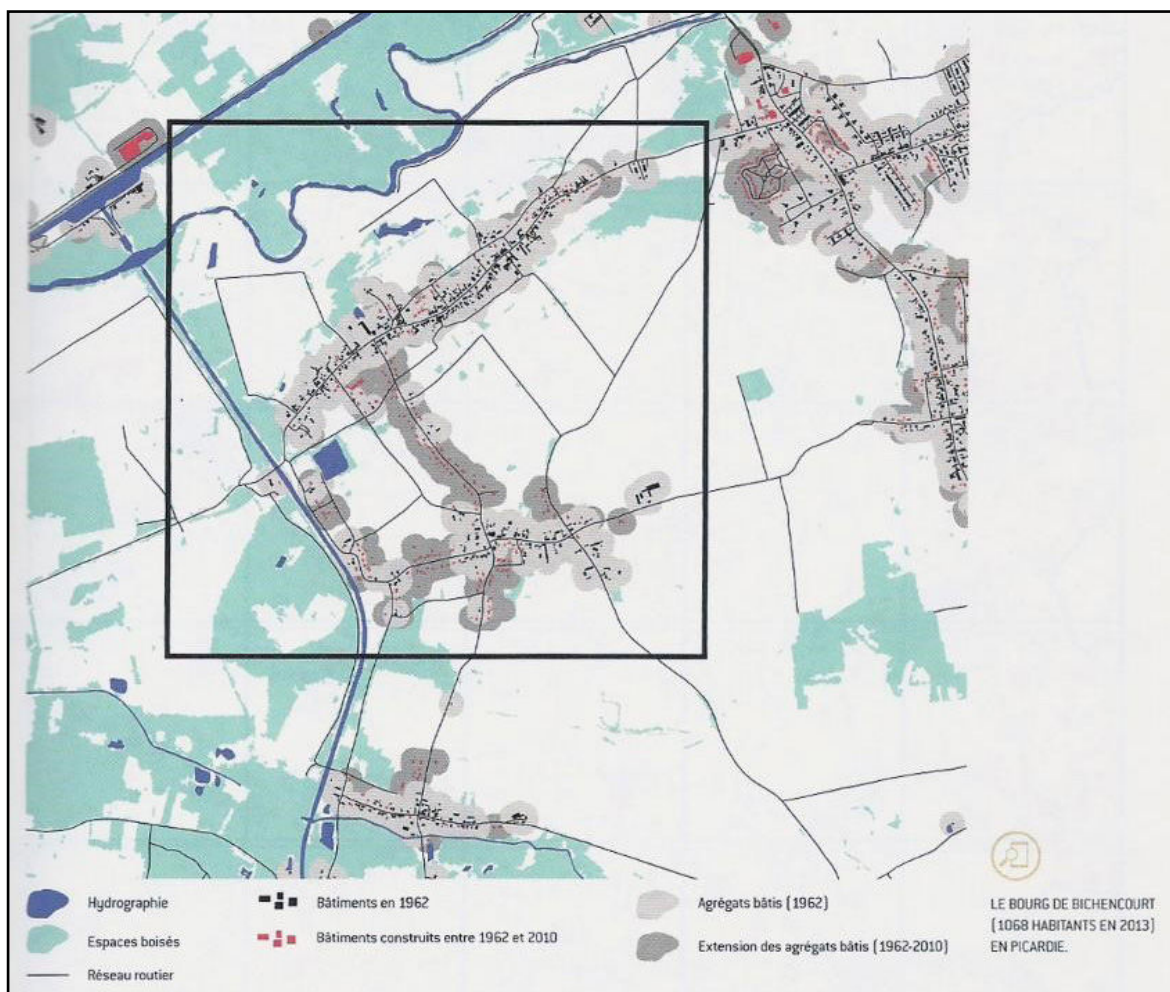 Hydrographie
Espaces boisés
Réseau routier
Bâtiments en 1962
Bâtiments construits entre 1962 et 2010
Agrégats bâtis (1962)
Extension des agrégats bâtis (1962-2010)
LE BOURG DE BICHENCOURT
(1068 HABITANTS EN 2013)
EN PICARDIE.